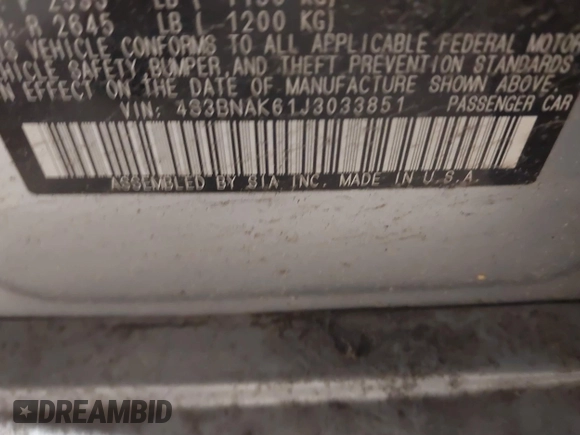 LB ( KG)
R 2645 LB ( 1200 KG)
VEHICLE CONFORMS TO ALL APPLICABLE FEDERAL MOTOR
VEHICLE SAFETY, BUMPER, AND THEFT PREVENTION STANDARDS
IN EFFECT ON THE DATE OF MANUFACTURE SHOWN ABOVE.
VIN: 4S3BNAK61J3033851 PASSENGER CAR
ASSEMBLED BY SIA INC. MADE IN U.S.A.
DREAMBID